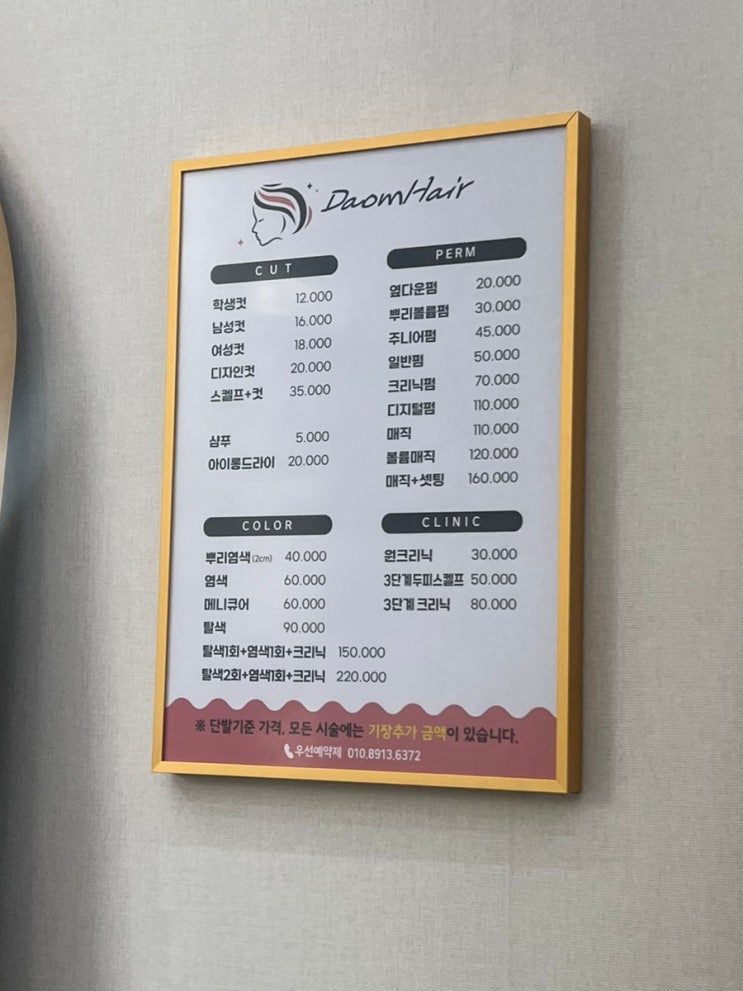 DaomHair
CUT
학생컷 12.000
남성컷 16.000
여성컷 18.000
디자인컷 20.000
스켈프+컷 35.000
샴푸 5.000
아이롱드라이 20.000
PERM
옆다운펌 20.000
뿌리볼륨펌 30.000
주니어펌 45.000
일반펌 50.000
크리닉펌 70.000
디지털펌 110.000
매직 110.000
볼륨매직 120.000
매직+셋팅 160.000
COLOR
뿌리염색(2cm) 40.000
염색 60.000
메니큐어 60.000
탈색 90.000
탈색1회+염색1회+크리닉 150.000
탈색2회+염색1회+크리닉 220.000
CLINIC
원크리닉 30.000
3단계두피스켈프 50.000
3단계 크리닉 80.000
※ 단발기준 가격. 모든 시술에는 기장추가 금액이 있습니다.
우선예약제 010.8913.6372